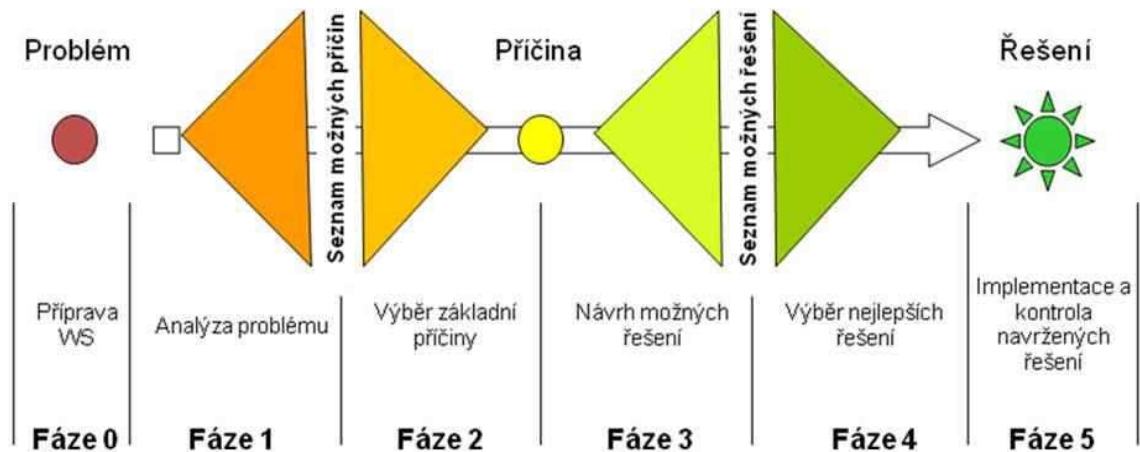 Problém
Seznam možných příčin
Příčina
Seznam možných řešení
Řešení
Příprava
WS
Analýza problému
Výběr základní
příčiny
Návrh možných
řešení
Výběr nejlepších
řešení
Implementace a
kontrola
navržených
řešení
Fáze 0
Fáze 1
Fáze 2
Fáze 3
Fáze 4
Fáze 5